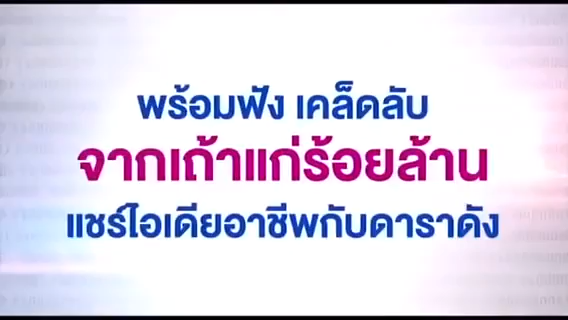 พร้อมฟัง เคล็ดลับ
จากเถ้าแก่ร้อยล้าน
แชร์ไอเดียอาชีพกับดาราดัง